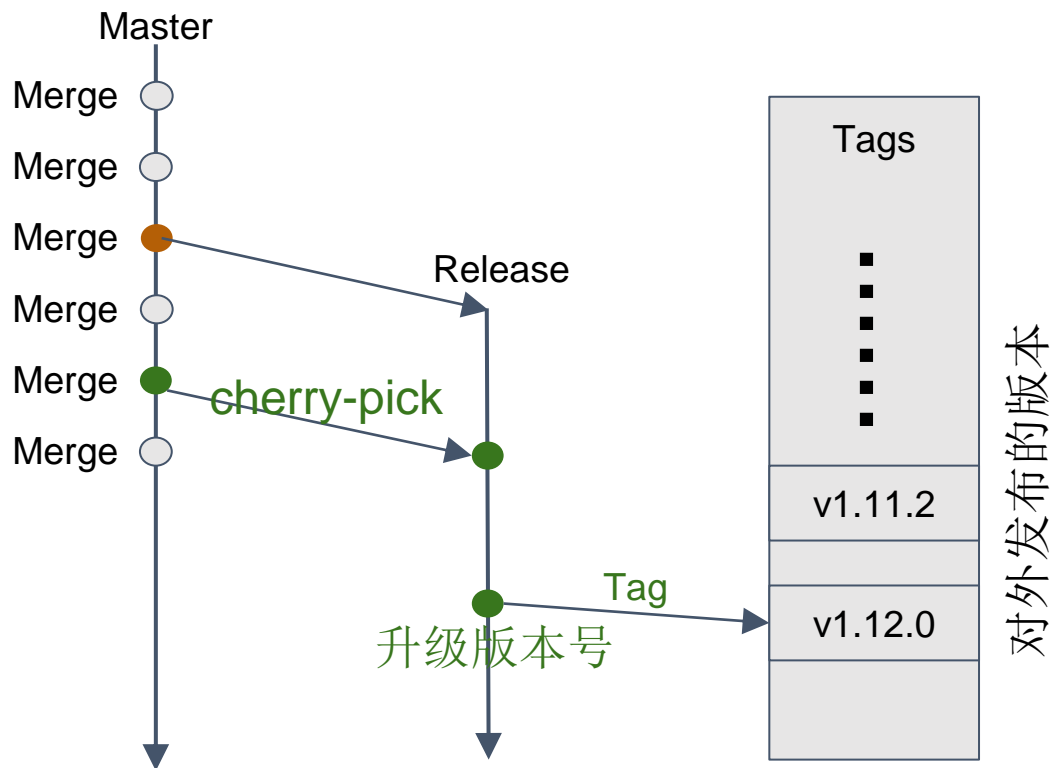 Master
Merge
Merge
Merge
Merge
Merge
Merge
Release
cherry-pick
Tag
升级版本号
Tags
v1.11.2
v1.12.0
对外发布的版本